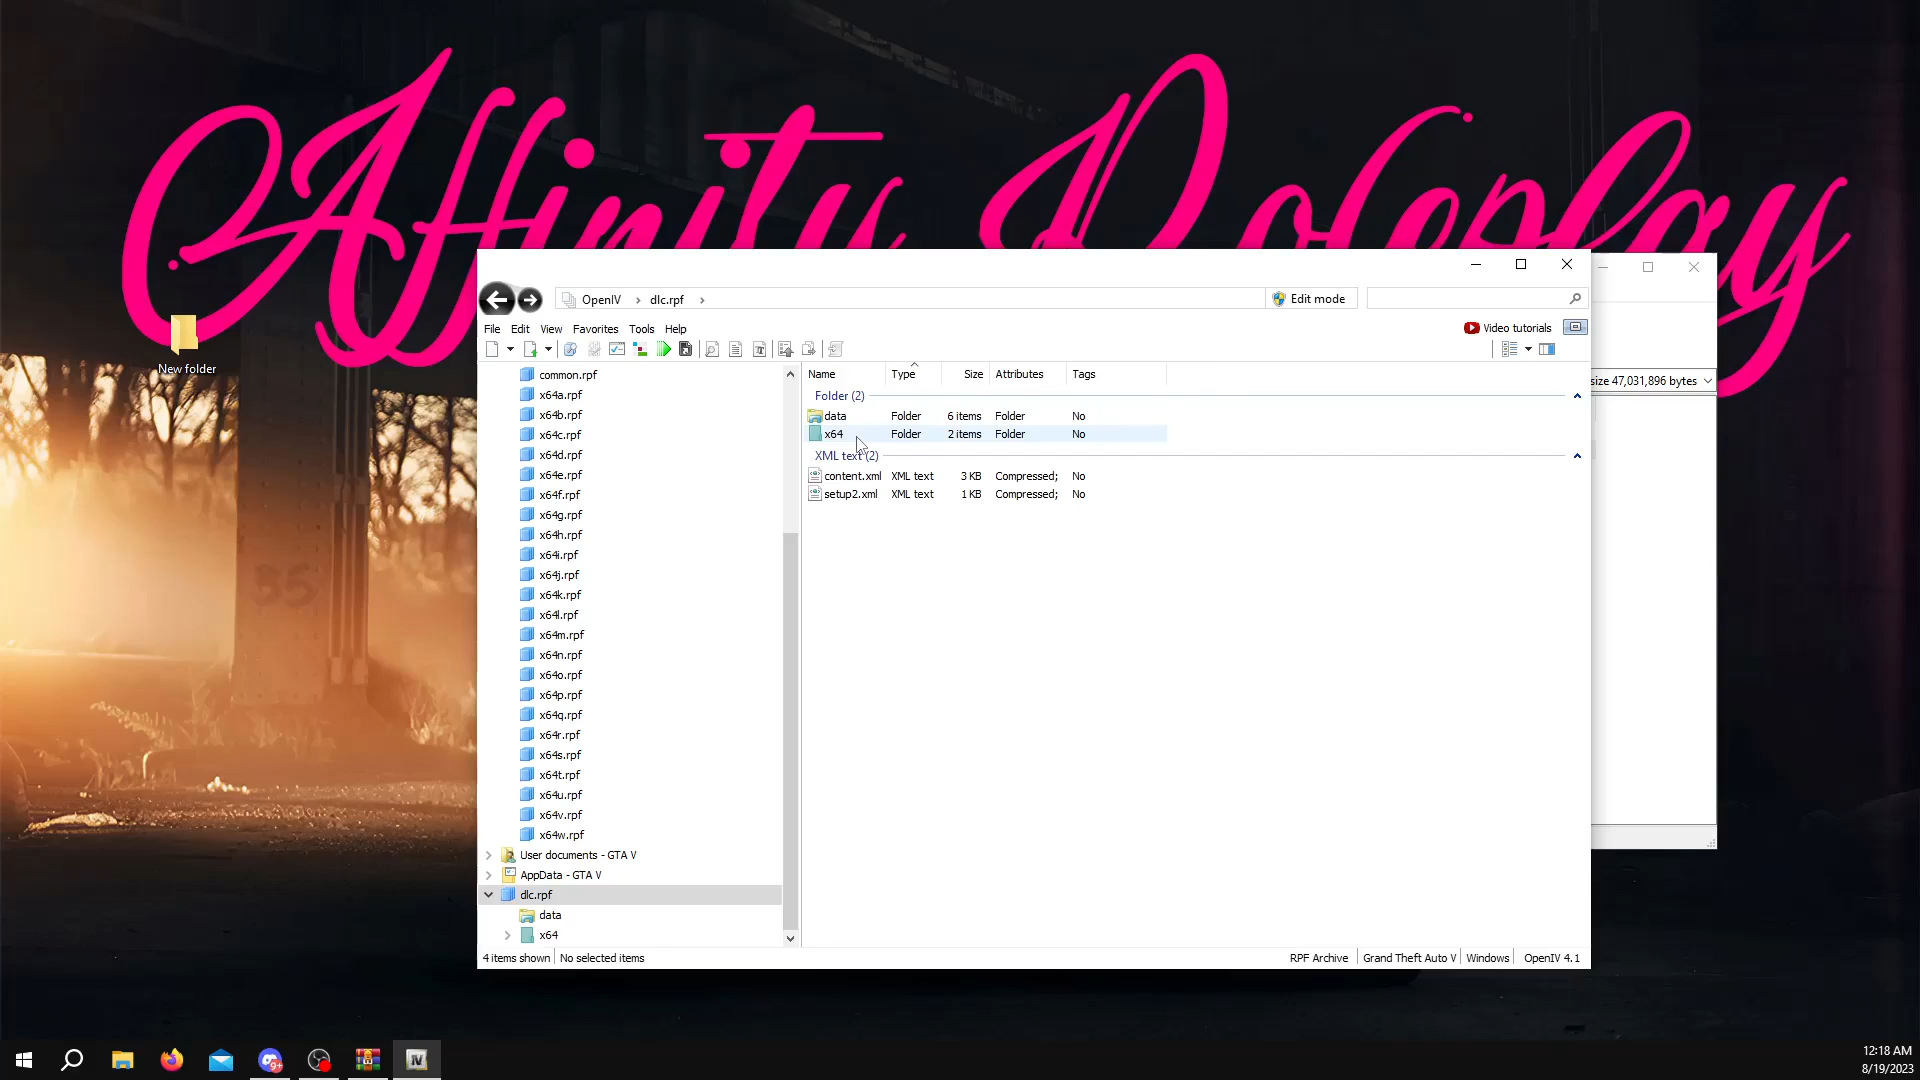 Affinity Roleplay
New folder
OpenIV › dlc.rpf ›
Edit mode
File Edit View Favorites Tools Help
Video tutorials
Name Type Size Attributes Tags
Folder (2)
data Folder 6 items Folder No
x64 Folder 2 items Folder No
XML text (2)
content.xml XML text 3 KB Compressed; No
setup2.xml XML text 1 KB Compressed; No
common.rpf
x64a.rpf
x64b.rpf
x64c.rpf
x64d.rpf
x64e.rpf
x64f.rpf
x64g.rpf
x64h.rpf
x64i.rpf
x64j.rpf
x64k.rpf
x64l.rpf
x64m.rpf
x64n.rpf
x64o.rpf
x64p.rpf
x64q.rpf
x64r.rpf
x64s.rpf
x64t.rpf
x64u.rpf
x64v.rpf
x64w.rpf
User documents - GTA V
AppData - GTA V
dlc.rpf
data
x64
4 items shown No selected items
RPF Archive Grand Theft Auto V Windows OpenIV 4.1
size 47,031,896 bytes
9+
IV
12:18 AM
8/19/2023